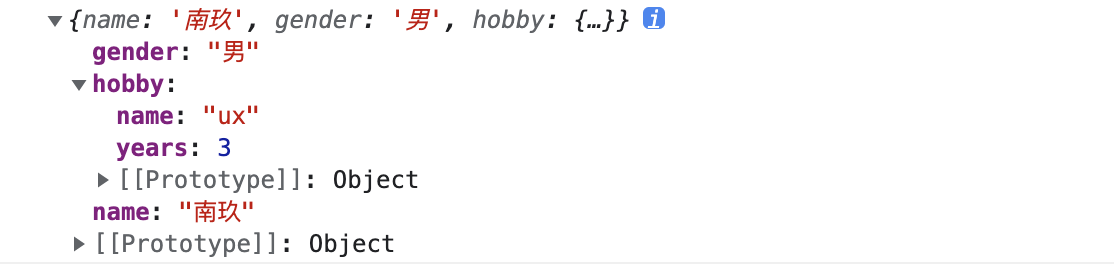 {name: '南玖', gender: '男', hobby: {…}} i
gender: "男"
hobby:
name: "ux"
years: 3
[[Prototype]]: Object
name: "南玖"
[[Prototype]]: Object